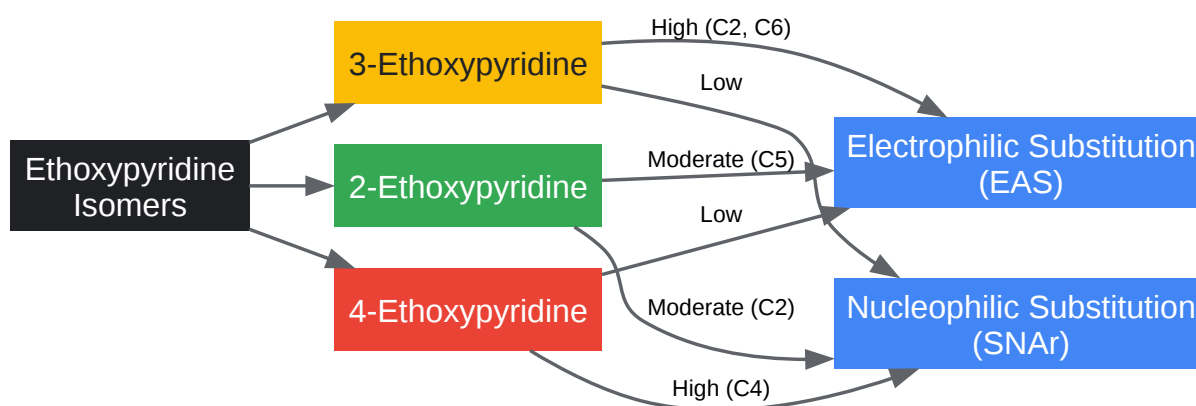 High (C2, C6)
3-Ethoxypyridine
Low
Ethoxypyridine
Isomers
2-Ethoxypyridine
Moderate (C5)
Electrophilic Substitution
(EAS)
Low
4-Ethoxypyridine
Moderate (C2)
Nucleophilic Substitution
(SNAr)
High (C4)